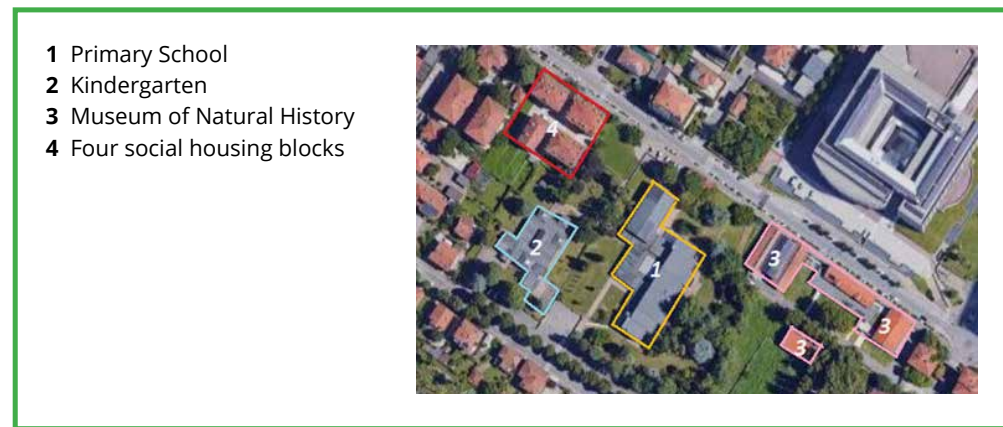 1 Primary School
2 Kindergarten
3 Museum of Natural History
4 Four social housing blocks
4
2
1
3
3
3